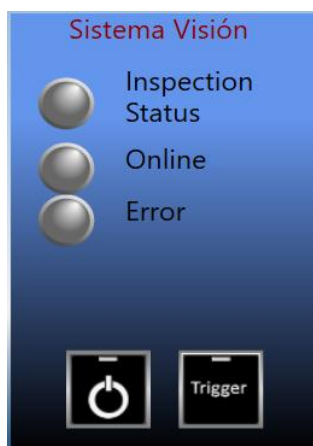 Sistema Visión
Inspection
Status
Online
Error
Trigger